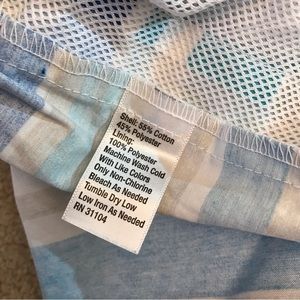 Shell: 55% Cotton
45% Polyester
Lining:
100% Polyester
Machine Wash Cold
With Like Colors
Only Non-Chlorine
Bleach As Needed
Tumble Dry Low
Low Iron As Needed
RN 31104